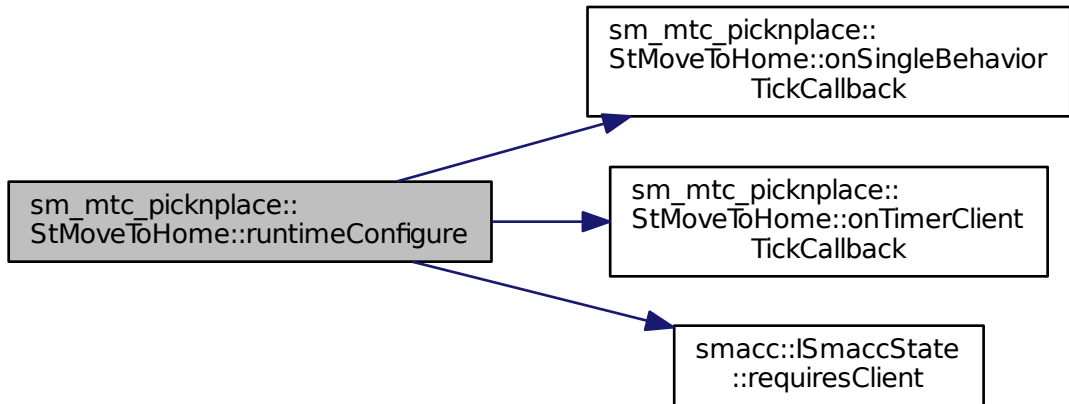 sm_mtc_picknplace::
StMoveToHome::runtimeConfigure
sm_mtc_picknplace::
StMoveToHome::onSingleBehavior
TickCallback
sm_mtc_picknplace::
StMoveToHome::onTimerClient
TickCallback
smacc::ISmaccState
::requiresClient